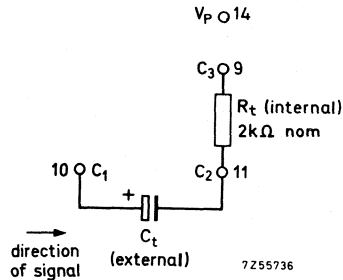 V_P 14
C_3 9
R_t (internal)
2kΩ nom
10 C_1
C_2 11
+
C_t
(external)
direction
of signal
7Z55736